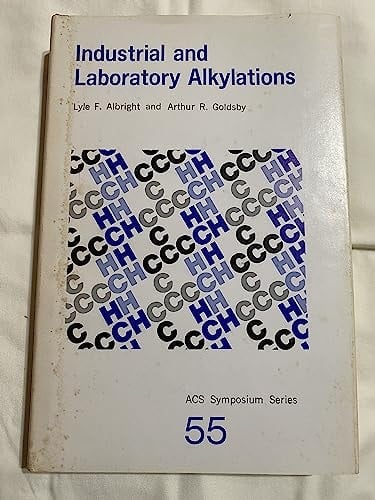 Industrial and
Laboratory Alkylations
Lyle F. Albright and Arthur R. Goldsby
ACS Symposium Series
55